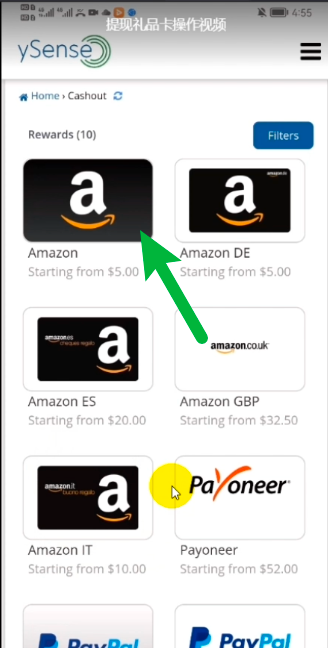 4:55
提现礼品卡操作视频
ySense
Home › Cashout
Rewards (10)
Filters
a
amazon.de
a
Amazon
Amazon DE
Starting from $5.00
Starting from $5.00
amazon.es
cheques regalo
a
amazon.co.uk
Amazon ES
Amazon GBP
Starting from $20.00
Starting from $32.50
amazon.it
buono regalo
a
Payoneer
Amazon IT
Payoneer
Starting from $10.00
Starting from $52.00
PayPal
PayPal